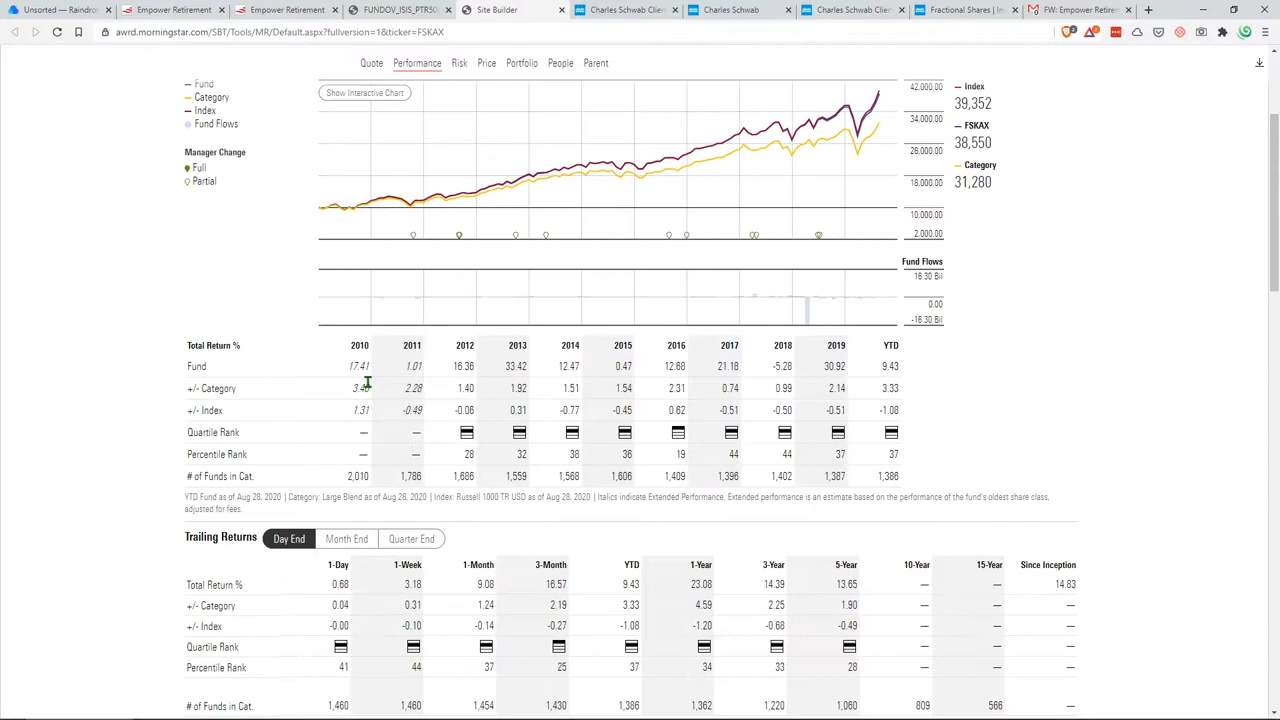 Unsorted — Raindro
Empower Retirement
Empower Retirement
FUNDOV_ISIS_PTR50
Site Builder
Charles Schwab Clien
Charles Schwab
Charles Schwab Client
Fractional Shares | In
FW: Empower Retiren
awrd.morningstar.com/SBT/Tools/MR/Default.aspx?fullversion=1&
FSKAX
Quote Performance Risk Price Portfolio People Parent
Fund
Category
Index
Fund Flows
Manager Change
Full
Partial
Show Interactive Chart
42,000.00
34,000.00
26,000.00
18,000.00
10,000.00
2,000.00
Index
39,352
FSKAX
38,550
Category
31,280
Fund Flows
16.30 Bil
0.00
-16.30 Bil
Total Return % 2010 2011 2012 2013 2014 2015 2016 2017 2018 2019 YTD
Fund 17.41 1.01 16.36 33.42 12.47 0.47 12.68 21.18 -5.28 30.92 9.43
+/- Category 2.28 1.40 1.92 1.51 1.54 2.31 0.74 0.99 2.14 3.33
+/- Index 1.31 -0.49 -0.06 0.31 -0.77 -0.45 0.62 -0.51 -0.50 -0.51 -1.08
Quartile Rank — —
Percentile Rank — — 28 32 38 36 19 44 44 37 37
# of Funds in Cat. 2,010 1,786 1,686 1,559 1,568 1,606 1,409 1,396 1,402 1,387 1,386
YTD Fund as of Aug 28, 2020 | Category: Large Blend as of Aug 28, 2020 | Index: Russell 1000 TR USD as of Aug 28, 2020 | Italics indicate Extended Performance. Extended performance is an estimate based on the performance of the fund's oldest share class,
adjusted for fees.
Trailing Returns Day End Month End Quarter End
1-Day 1-Week 1-Month 3-Month YTD 1-Year 3-Year 5-Year 10-Year 15-Year Since Inception
Total Return % 0.68 3.18 9.08 16.57 9.43 23.08 14.39 13.65 — — 14.83
+/- Category 0.04 0.31 1.24 2.19 3.33 4.59 2.25 1.90 — — —
+/- Index -0.00 -0.10 -0.14 -0.27 -1.08 -1.20 -0.68 -0.49 — — —
Quartile Rank — — —
Percentile Rank 41 44 37 25 37 34 33 28 — — —
# of Funds in Cat. 1,460 1,460 1,454 1,430 1,386 1,362 1,220 1,060 809 566 —